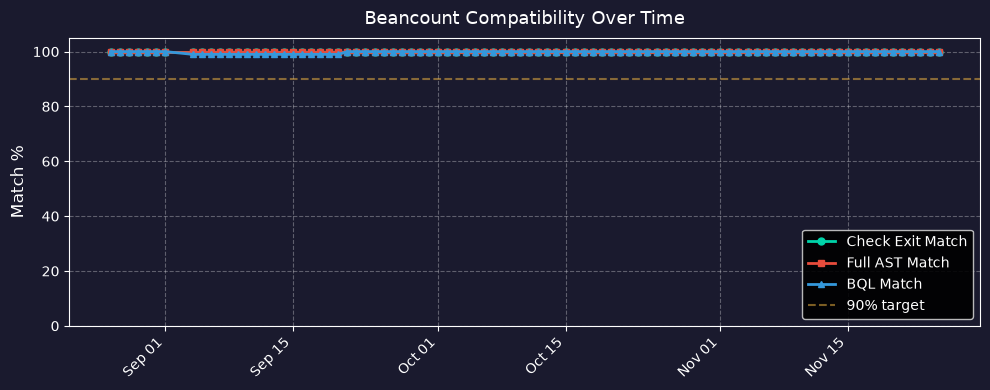 Beancount Compatibility Over Time
Match %
100
80
60
40
20
0
Sep 01
Sep 15
Oct 01
Oct 15
Nov 01
Nov 15
Check Exit Match
Full AST Match
BQL Match
90% target